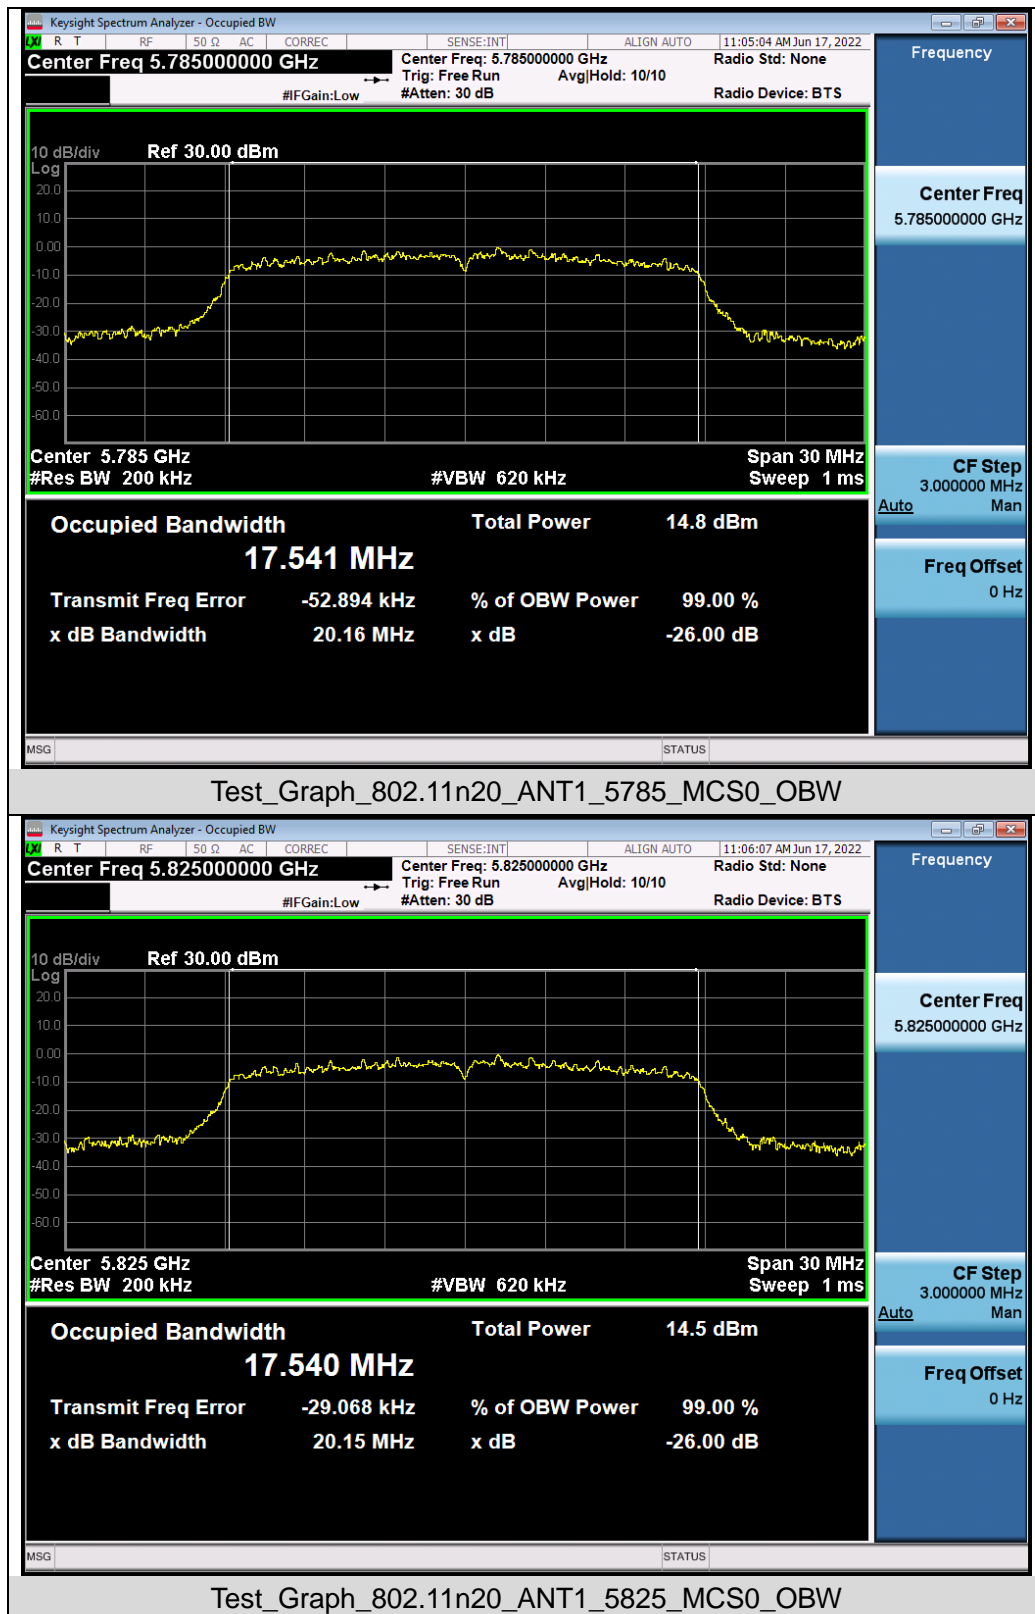 Keysight Spectrum Analyzer - Occupied BW
LXI R T RF 50 Ω AC CORREC SENSE:INT ALIGN AUTO 11:05:04 AM Jun 17, 2022
Center Freq 5.785000000 GHz Center Freq: 5.785000000 GHz Radio Std: None
Trig: Free Run Avg|Hold: 10/10
#IFGain:Low #Atten: 30 dB Radio Device: BTS
Frequency
10 dB/div Ref 30.00 dBm
Log
20.0
10.0
0.00
-10.0
-20.0
-30.0
-40.0
-50.0
-60.0
Center 5.785 GHz Span 30 MHz
#Res BW 200 kHz #VBW 620 kHz Sweep 1 ms
Center Freq
5.785000000 GHz
CF Step
3.000000 MHz
Auto Man
Freq Offset
0 Hz
Occupied Bandwidth Total Power 14.8 dBm
17.541 MHz
Transmit Freq Error -52.894 kHz % of OBW Power 99.00 %
x dB Bandwidth 20.16 MHz x dB -26.00 dB
MSG STATUS
Test_Graph_802.11n20_ANT1_5785_MCS0_OBW
Keysight Spectrum Analyzer - Occupied BW
LXI R T RF 50 Ω AC CORREC SENSE:INT ALIGN AUTO 11:06:07 AM Jun 17, 2022
Center Freq 5.825000000 GHz Center Freq: 5.825000000 GHz Radio Std: None
Trig: Free Run Avg|Hold: 10/10
#IFGain:Low #Atten: 30 dB Radio Device: BTS
Frequency
10 dB/div Ref 30.00 dBm
Log
20.0
10.0
0.00
-10.0
-20.0
-30.0
-40.0
-50.0
-60.0
Center 5.825 GHz Span 30 MHz
#Res BW 200 kHz #VBW 620 kHz Sweep 1 ms
Center Freq
5.825000000 GHz
CF Step
3.000000 MHz
Auto Man
Freq Offset
0 Hz
Occupied Bandwidth Total Power 14.5 dBm
17.540 MHz
Transmit Freq Error -29.068 kHz % of OBW Power 99.00 %
x dB Bandwidth 20.15 MHz x dB -26.00 dB
MSG STATUS
Test_Graph_802.11n20_ANT1_5825_MCS0_OBW